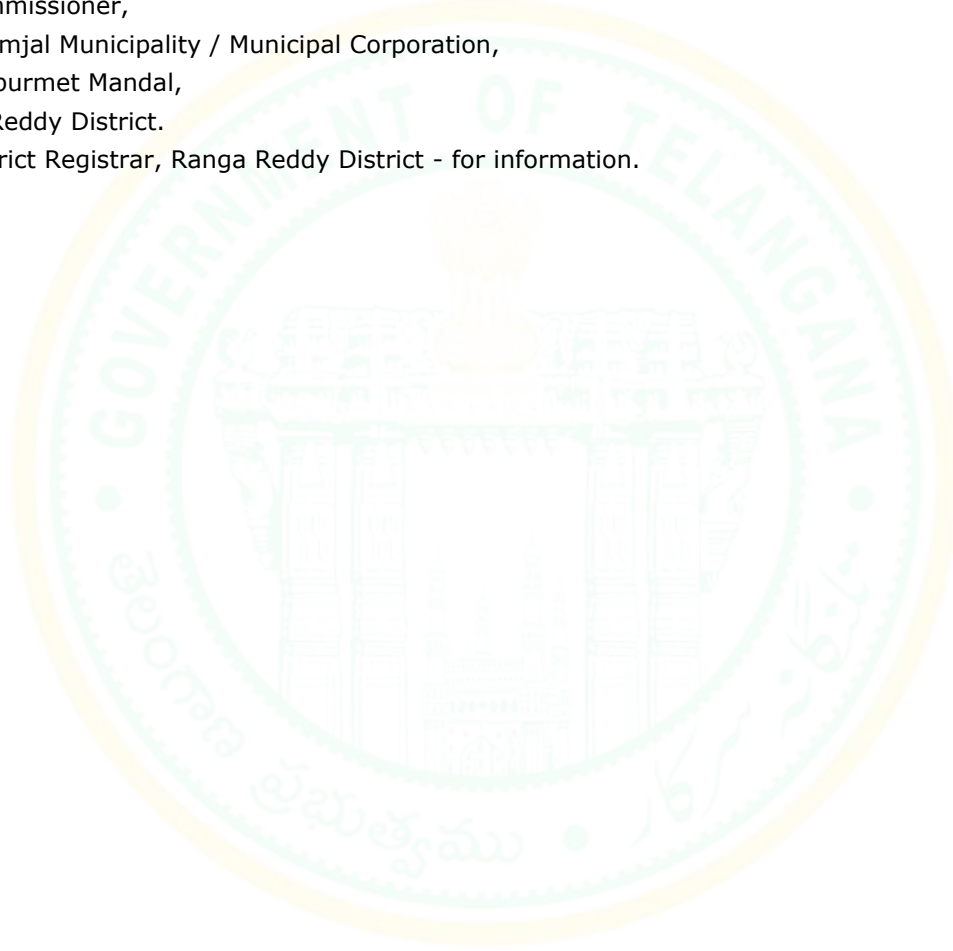 nmissioner,
mjal Municipality / Municipal Corporation,
ourmet Mandal,
Reddy District.
rict Registrar, Ranga Reddy District - for information.
GOVERNMENT OF TELANGANA
తెలంగాణ ప్రభుత్వము